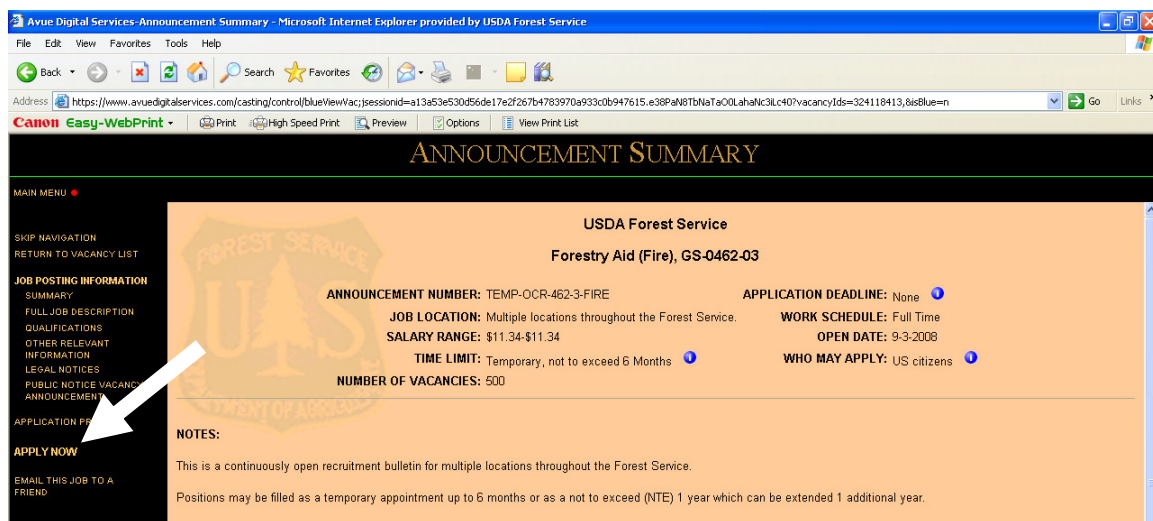 Avue Digital Services-Announcement Summary - Microsoft Internet Explorer provided by USDA Forest Service
File Edit View Favorites Tools Help
Back Search Favorites
Address https://www.avuedigitalservices.com/casting/control/blueViewVac;jsessionid=a13a53e530d56de17e2f267b4783970a933c0b947615.e38PaN8TbNaTaO0LahaNc3iLc40?vacancyIds=324118413,&isBlue=n Go Links
Canon Easy-WebPrint Print High Speed Print Preview Options View Print List
ANNOUNCEMENT SUMMARY
MAIN MENU
SKIP NAVIGATION
RETURN TO VACANCY LIST
JOB POSTING INFORMATION
SUMMARY
FULL JOB DESCRIPTION
QUALIFICATIONS
OTHER RELEVANT
INFORMATION
LEGAL NOTICES
PUBLIC NOTICE VACANCY
ANNOUNCEMENT
APPLICATION
APPLY NOW
EMAIL THIS JOB TO A
FRIEND
FOREST SERVICE
U S
DEPARTMENT OF AGRICULTURE
USDA Forest Service
Forestry Aid (Fire), GS-0462-03
ANNOUNCEMENT NUMBER: TEMP-OCR-462-3-FIRE APPLICATION DEADLINE: None
JOB LOCATION: Multiple locations throughout the Forest Service. WORK SCHEDULE: Full Time
SALARY RANGE: $11.34-$11.34 OPEN DATE: 9-3-2008
TIME LIMIT: Temporary, not to exceed 6 Months WHO MAY APPLY: US citizens
NUMBER OF VACANCIES: 500
NOTES:
This is a continuously open recruitment bulletin for multiple locations throughout the Forest Service.
Positions may be filled as a temporary appointment up to 6 months or as a not to exceed (NTE) 1 year which can be extended 1 additional year.